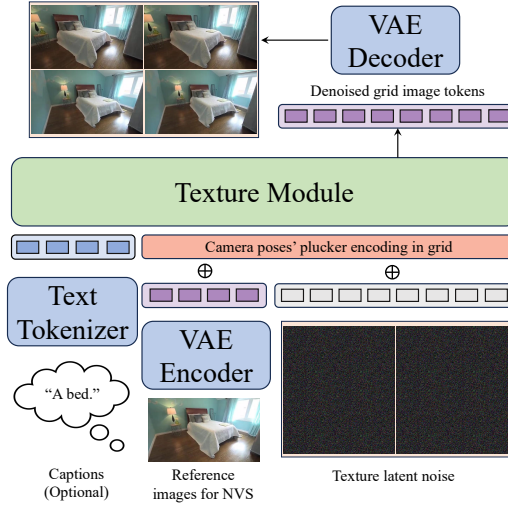 VAE
Decoder
Denoised grid image tokens
Texture Module
Camera poses' plucker encoding in grid
Text
Tokenizer
VAE
Encoder
“A bed.”
Captions
(Optional)
Reference
images for NVS
Texture latent noise